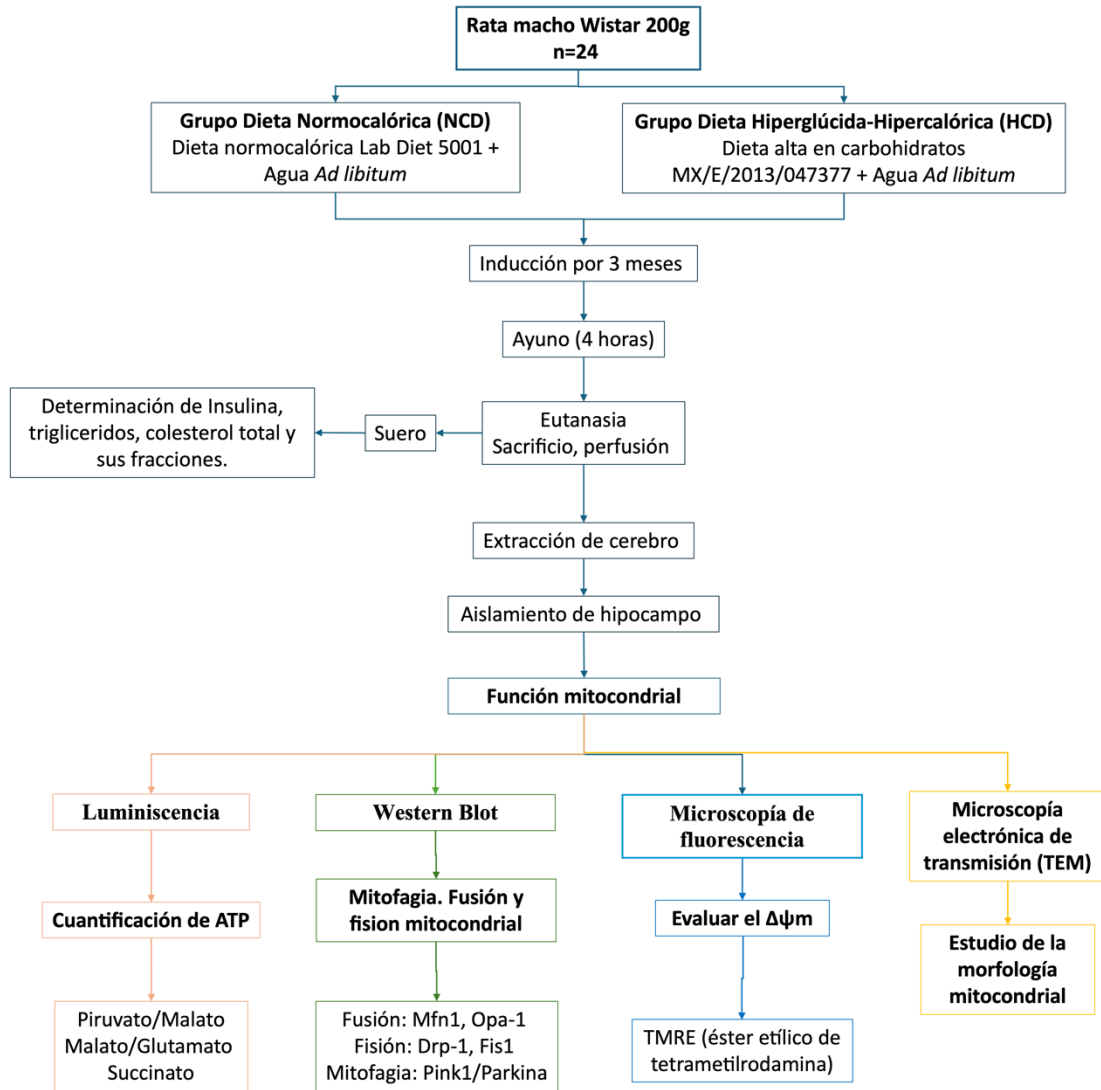 Rata macho Wistar 200g
n=24
Grupo Dieta Normocalórica (NCD)
Dieta normocalórica Lab Diet 5001 +
Agua Ad libitum
Grupo Dieta Hiperglúcida-Hipercalórica (HCD)
Dieta alta en carbohidratos
MX/E/2013/047377 + Agua Ad libitum
Inducción por 3 meses
Ayuno (4 horas)
Eutanasia
Sacrificio, perfusión
Suero
Determinación de Insulina,
trigliceridos, colesterol total y
sus fracciones.
Extracción de cerebro
Aislamiento de hipocampo
Función mitocondrial
Luminiscencia
Cuantificación de ATP
Piruvato/Malato
Malato/Glutamato
Succinato
Western Blot
Mitofagia. Fusión y
fision mitocondrial
Fusión: Mfn1, Opa-1
Fisión: Drp-1, Fis1
Mitofagia: Pink1/Parkina
Microscopía de
fluorescencia
Evaluar el Δψm
TMRE (éster etílico de
tetrametilrodamina)
Microscopía
electrónica de
transmisión (TEM)
Estudio de la
morfología
mitocondrial